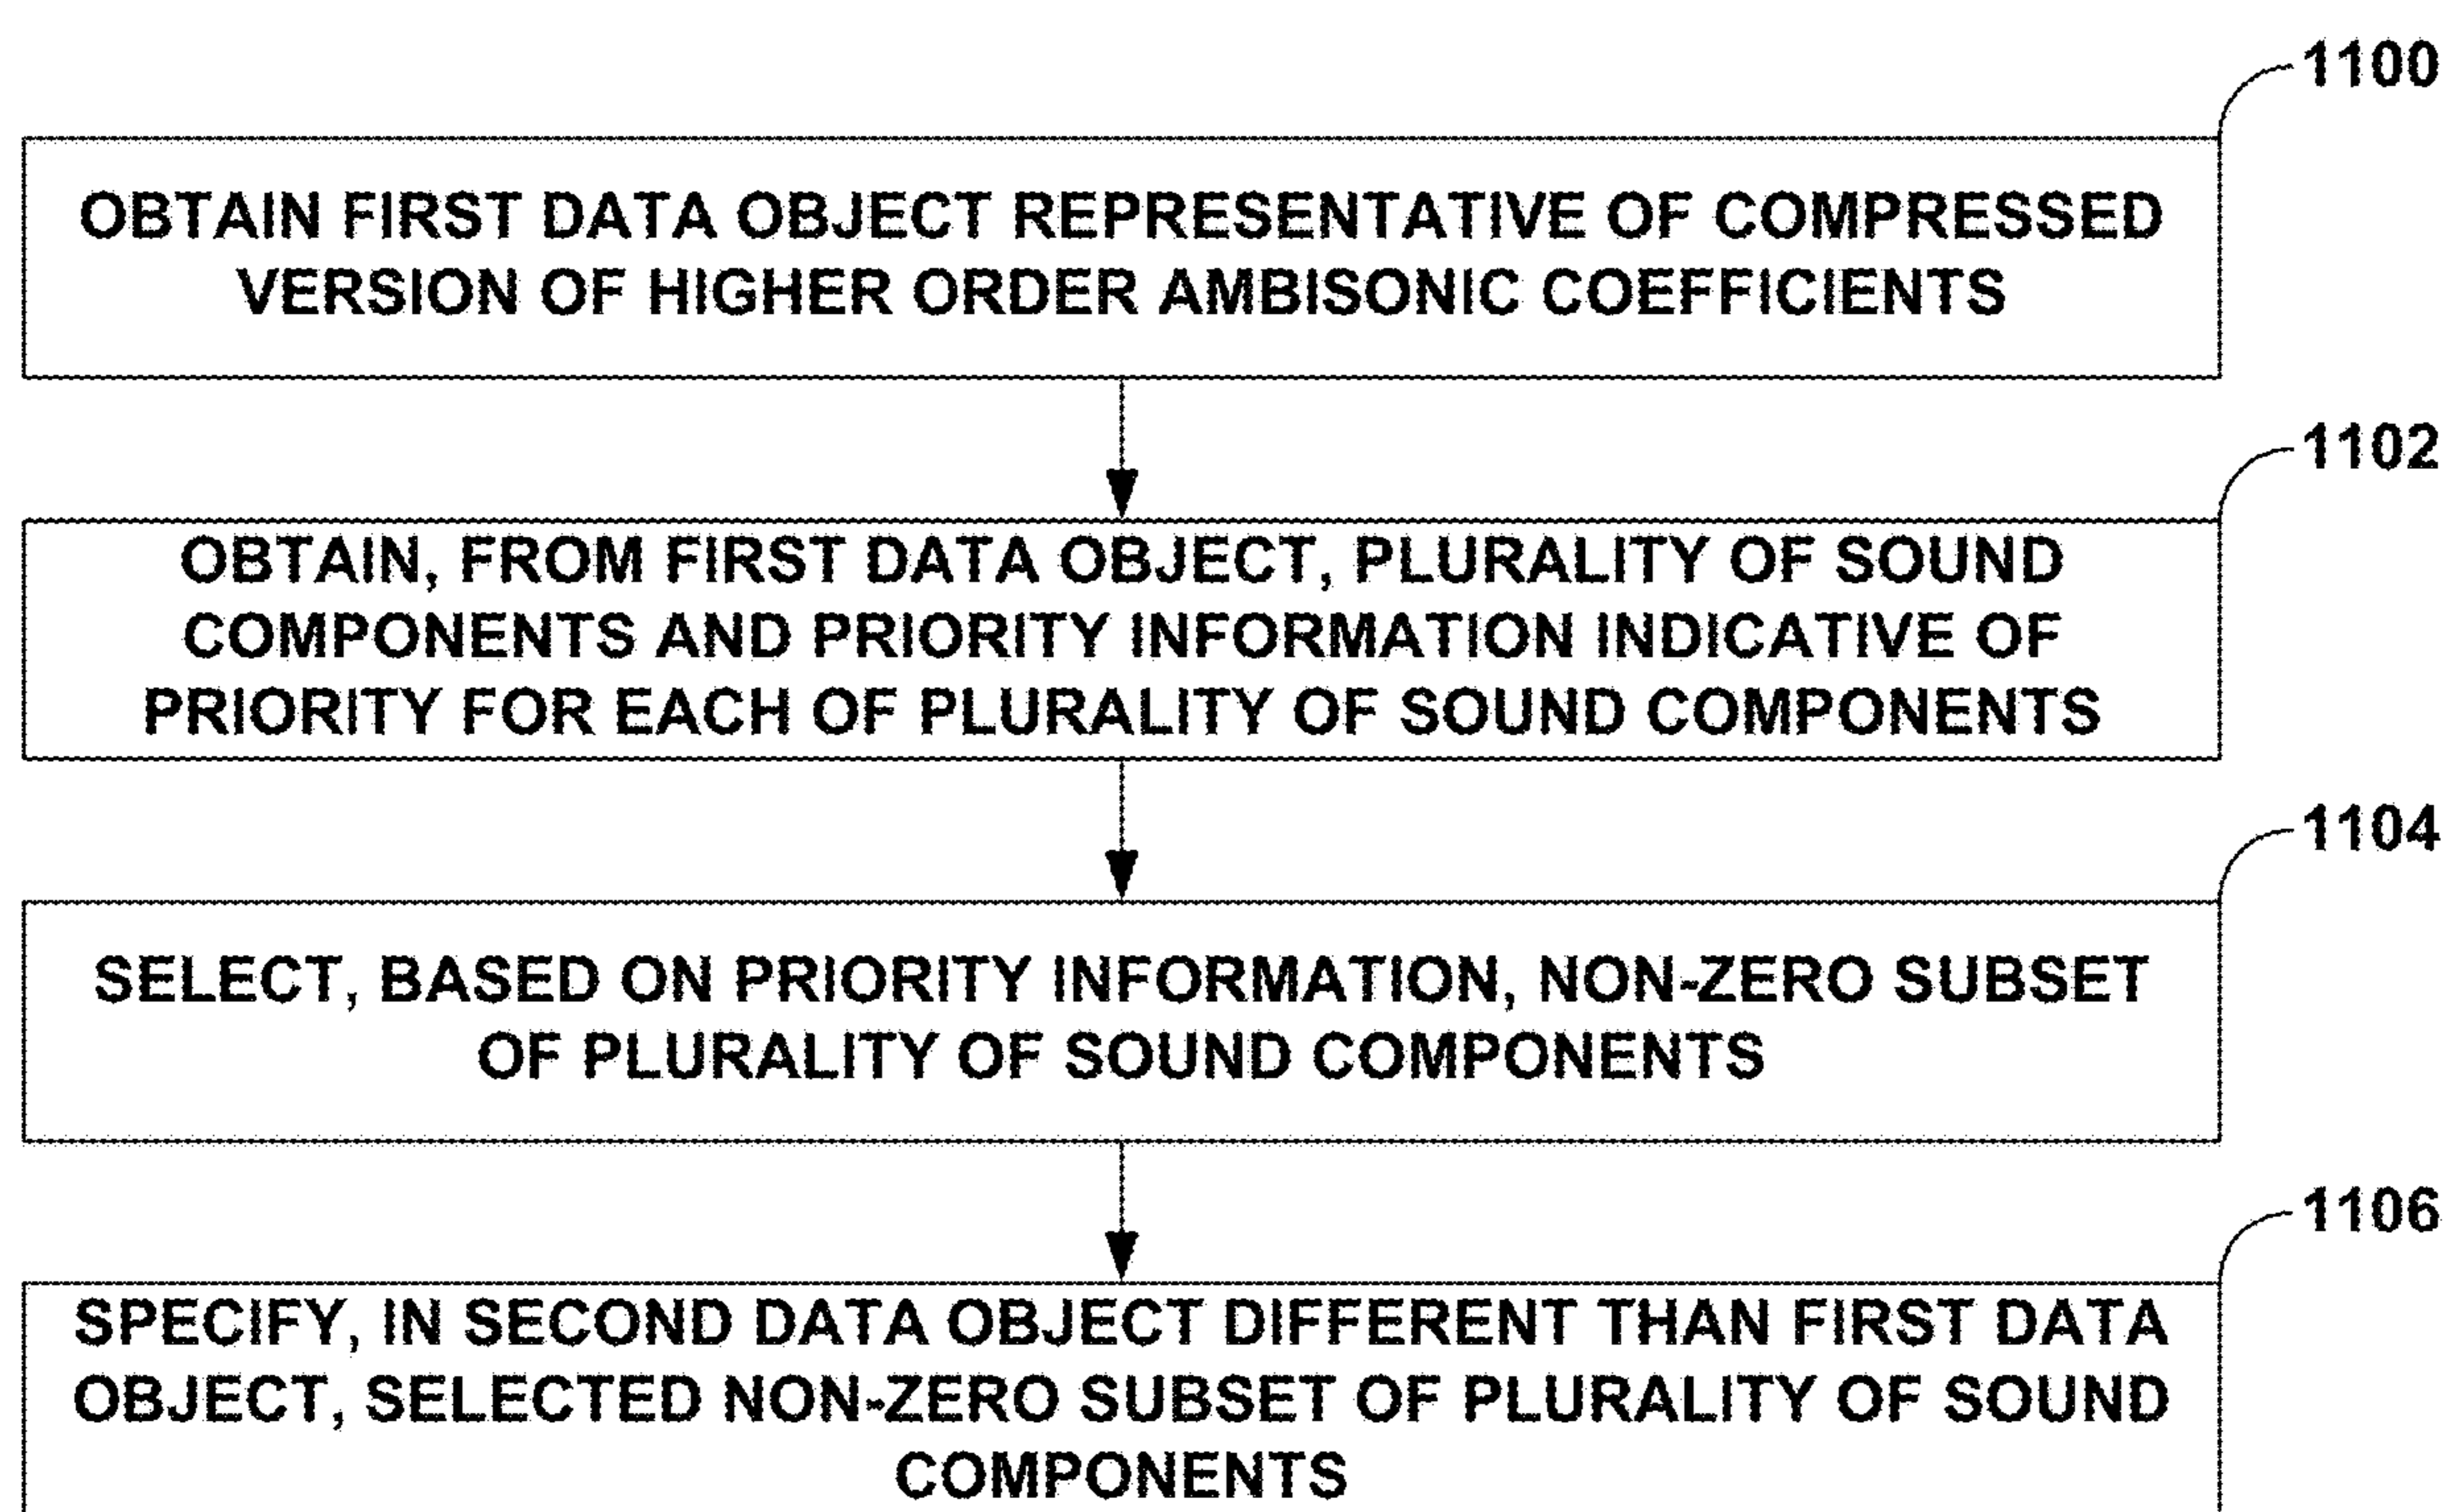 1100
OBTAIN FIRST DATA OBJECT REPRESENTATIVE OF COMPRESSED
VERSION OF HIGHER ORDER AMBISONIC COEFFICIENTS
1102
OBTAIN, FROM FIRST DATA OBJECT, PLURALITY OF SOUND
COMPONENTS AND PRIORITY INFORMATION INDICATIVE OF
PRIORITY FOR EACH OF PLURALITY OF SOUND COMPONENTS
1104
SELECT, BASED ON PRIORITY INFORMATION, NON-ZERO SUBSET
OF PLURALITY OF SOUND COMPONENTS
1106
SPECIFY, IN SECOND DATA OBJECT DIFFERENT THAN FIRST DATA
OBJECT, SELECTED NON-ZERO SUBSET OF PLURALITY OF SOUND
COMPONENTS